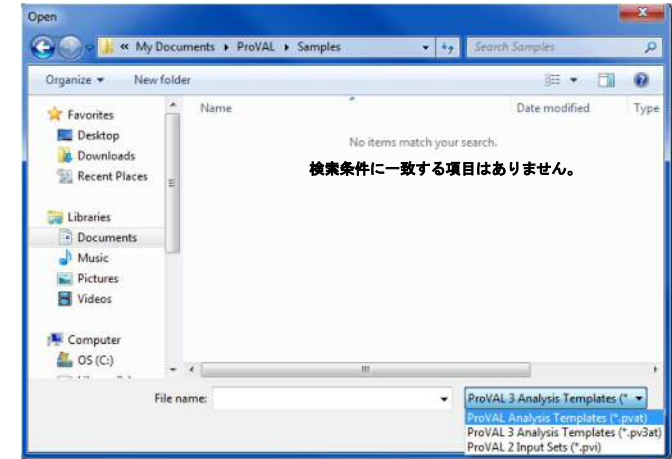 Open
« My Documents ▸ ProVAL ▸ Samples
Search Samples
Organize ▾
New folder
Name
Date modified
Type
Favorites
Desktop
Downloads
Recent Places
Libraries
Documents
Music
Pictures
Videos
Computer
OS (C:)
No items match your search.
検索条件に一致する項目はありません。
File name:
ProVAL 3 Analysis Templates (*
ProVAL Analysis Templates (*.pvat)
ProVAL 3 Analysis Templates (*.pv3at)
ProVAL 2 Input Sets (*.pvi)